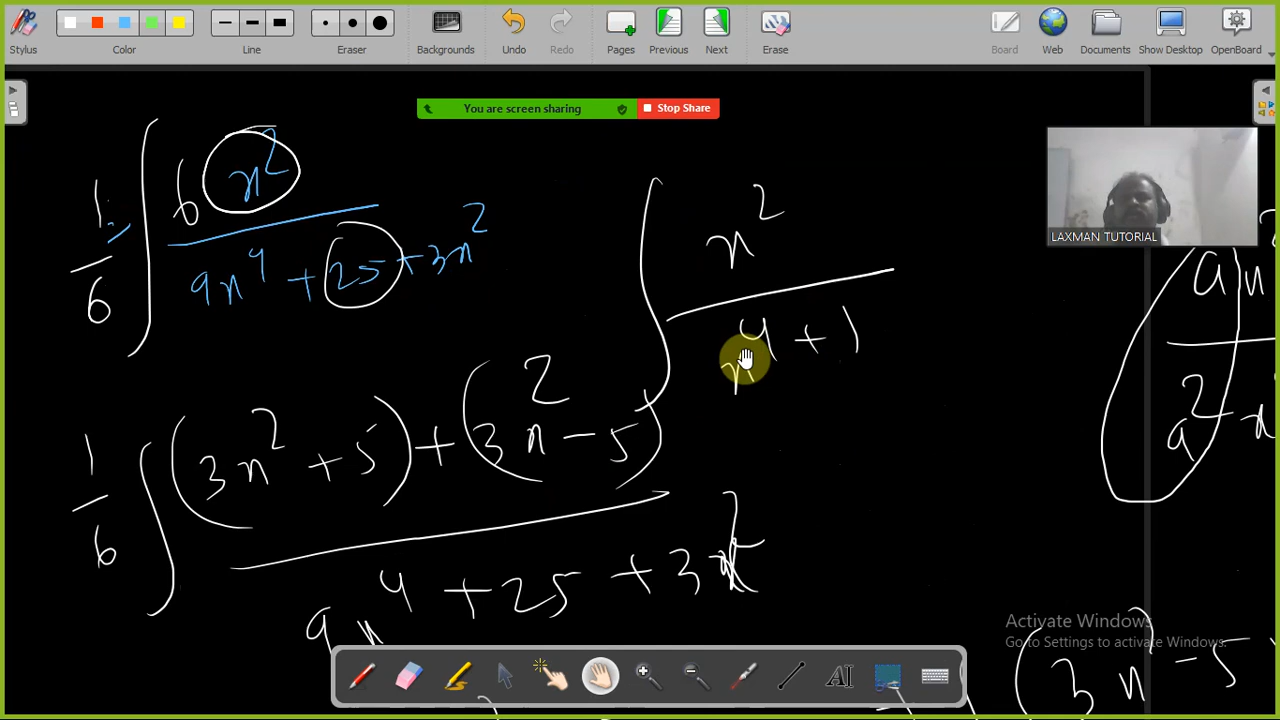 Stylus Color Line Eraser Backgrounds Undo Redo Pages Previous Next Erase Board Web Documents Show Desktop OpenBoard
You are screen sharing Stop Share
LAXMAN TUTORIAL
1/6 ∫ 6x²/(9x⁴ + 25 + 3x²)
∫ x²/(x⁴ + 1)
1/6 ∫ ((3x² + 5) + (3x² - 5))/(9x⁴ + 25 + 3x²)
Activate Windows
Go to Settings to activate Windows.
(3x² - 5